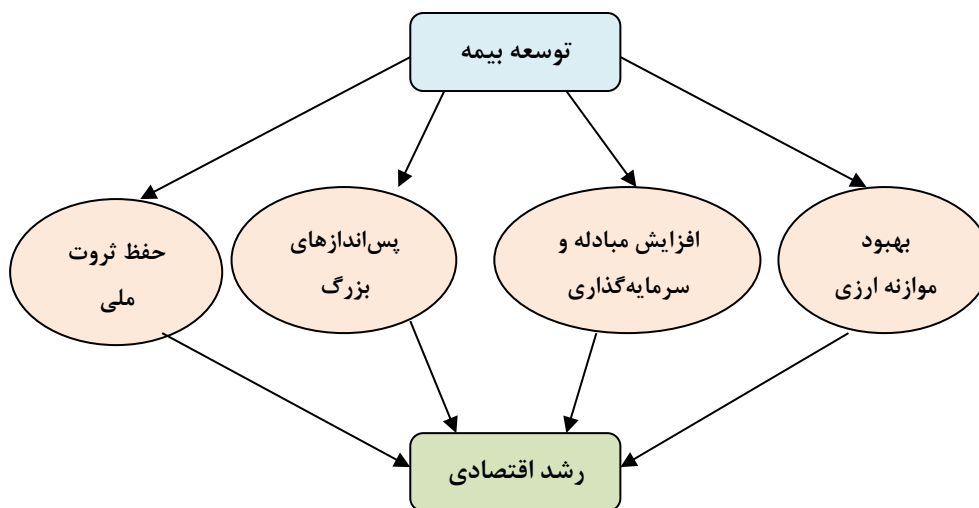 توسعه بیمه
بهبود
موازنه ارزی
افزایش مبادله و
سرمایه‌گذاری
پس‌اندازهای
بزرگ
حفظ ثروت
ملی
رشد اقتصادی